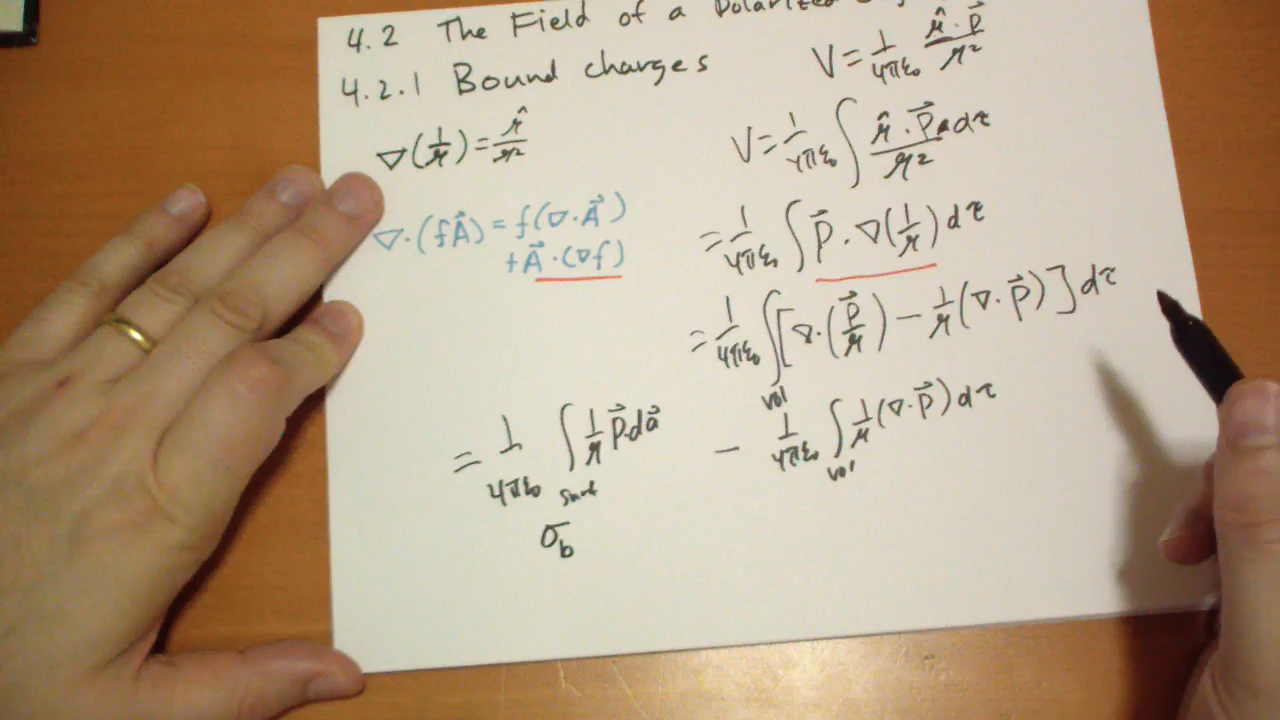 4.2 The Field of a Polarized
4.2.1 Bound charges
V = 1/4πε₀ 𝓇̂ · p⃗ / 𝓇²
∇(1/𝓇) = 𝓇̂/𝓇²
V = 1/4πε₀ ∫ 𝓇̂ · P⃗ dτ / 𝓇²
∇·(fA⃗) = f(∇·A⃗)
+A⃗·(∇f)
= 1/4πε₀ ∫ P⃗ · ∇(1/𝓇) dτ
= 1/4πε₀ ∫vol [∇·(P⃗/𝓇) − 1/𝓇(∇·P⃗)] dτ
= 1/4πε₀ ∫surf 1/𝓇 P⃗·da⃗ − 1/4πε₀ ∫vol 1/𝓇(∇·P⃗) dτ
σb